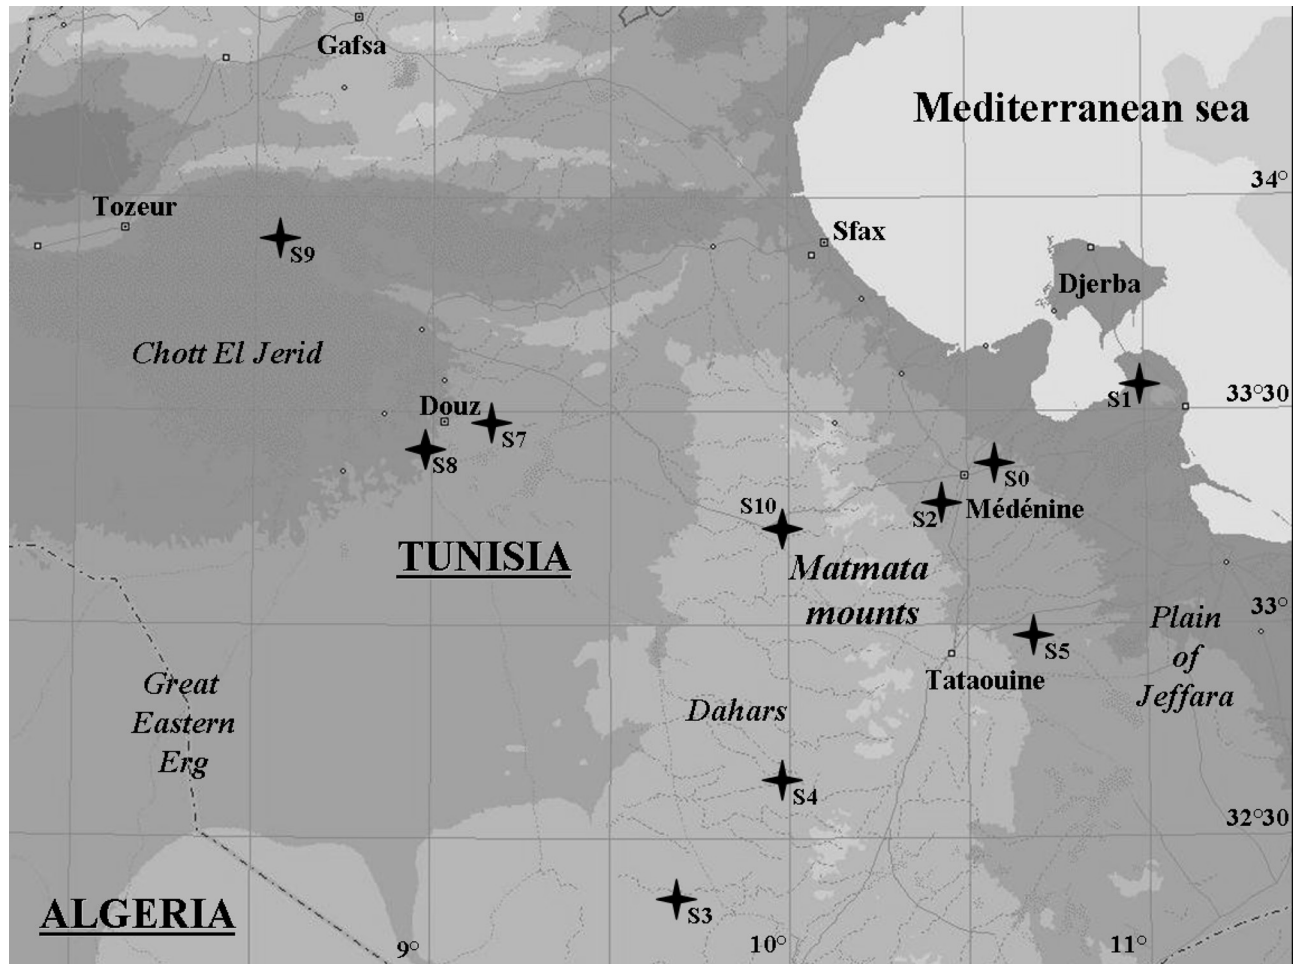 Gafsa
Mediterranean sea
34°
Tozeur
Sfax
S9
Djerba
Chott El Jerid
33°30
S1
Douz
S7
S8
S0
S10
S2
Médénine
TUNISIA
Matmata
mounts
33°
Plain
of
Jeffara
S5
Tataouine
Great
Eastern
Erg
Dahars
S4
32°30
ALGERIA
S3
9°
10°
11°